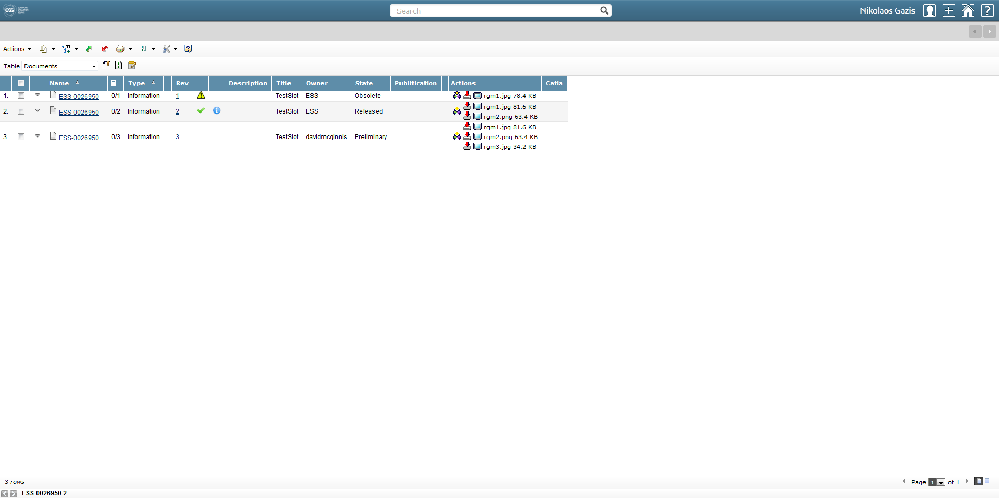 ess EUROPEAN
SPALLATION
SOURCE
Search
Nikolaos Gazis
?
Actions
Table Documents
Name Type Rev Description Title Owner State Publification Actions Catia
1. ESS-0026950 0/1 Information 1 TestSlot ESS Obsolete rgm1.jpg 78.4 KB
2. ESS-0026950 0/2 Information 2 TestSlot ESS Released rgm1.jpg 81.6 KB
rgm2.png 63.4 KB
3. ESS-0026950 0/3 Information 3 TestSlot davidmcginnis Preliminary rgm1.jpg 81.6 KB
rgm2.png 63.4 KB
rgm3.jpg 34.2 KB
3 rows
Page 1 of 1
ESS-0026950 2